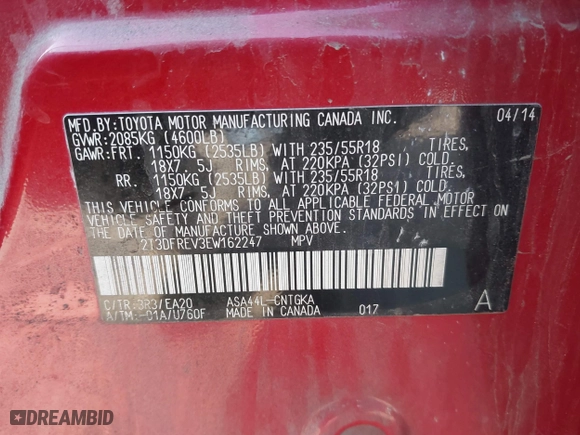 MFD.BY:TOYOTA MOTOR MANUFACTURING CANADA INC. 04/14
GVWR:2085KG (4600LB)
GAWR:FRT. 1150KG (2535LB) WITH 235/55R18 TIRES,
18X7. 5J RIMS, AT 220KPA (32PSI) COLD.
RR. 1150KG (2535LB) WITH 235/55R18 TIRES,
18X7. 5J RIMS, AT 220KPA (32PSI) COLD.
THIS VEHICLE CONFORMS TO ALL APPLICABLE FEDERAL MOTOR
VEHICLE SAFETY AND THEFT PREVENTION STANDARDS IN EFFECT ON
THE DATE OF MANUFACTURE SHOWN ABOVE.
2T3DFREV3EW162247 MPV
C/TR:3R3/EA20 ASA44L-CNTGKA
A/TM:-01A/U760F MADE IN CANADA 017 A
DREAMBID